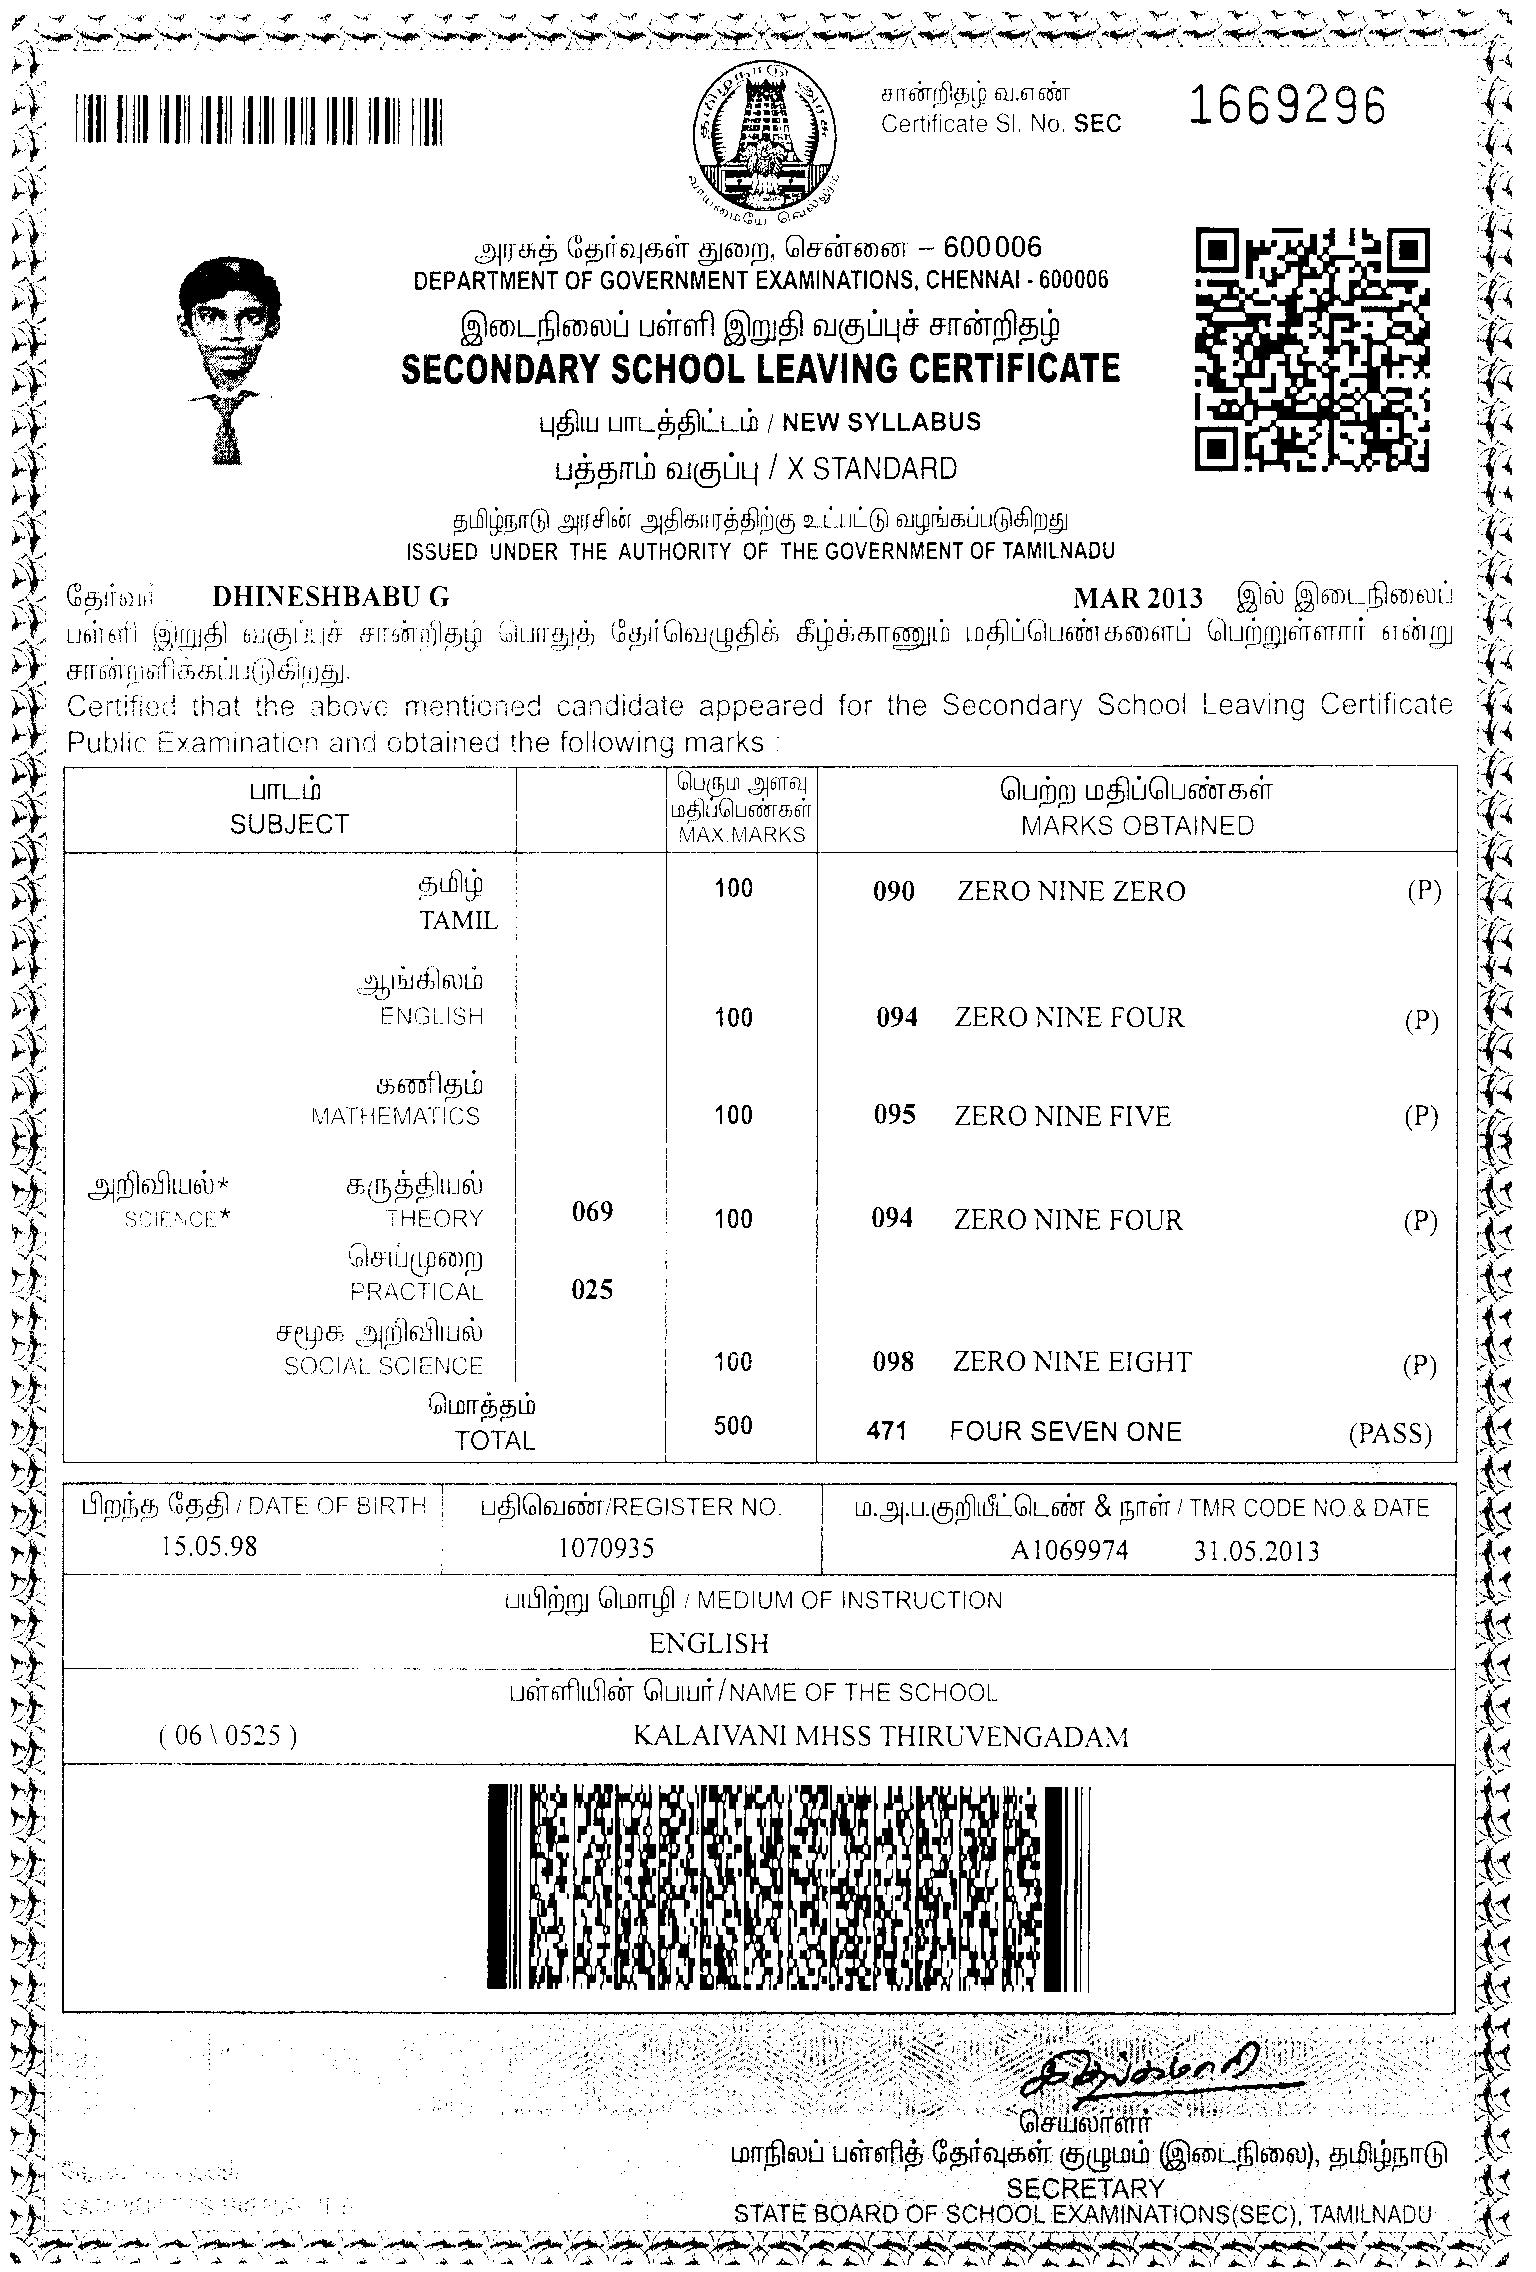 தமிழ்நாடு அரசு
வாய்மையே வெல்லும்
சான்றிதழ் வ.எண்
Certificate Sl. No. SEC 1669296
அரசுத் தேர்வுகள் துறை, சென்னை – 600006
DEPARTMENT OF GOVERNMENT EXAMINATIONS, CHENNAI - 600006
இடைநிலைப் பள்ளி இறுதி வகுப்புச் சான்றிதழ்
SECONDARY SCHOOL LEAVING CERTIFICATE
புதிய பாடத்திட்டம் / NEW SYLLABUS
பத்தாம் வகுப்பு / X STANDARD
தமிழ்நாடு அரசின் அதிகாரத்திற்கு உட்பட்டு வழங்கப்படுகிறது
ISSUED UNDER THE AUTHORITY OF THE GOVERNMENT OF TAMILNADU
தேர்வர் DHINESHBABU G MAR 2013 இல் இடைநிலைப்
பள்ளி இறுதி வகுப்புச் சான்றிதழ் பொதுத் தேர்வெழுதிக் கீழ்க்காணும் மதிப்பெண்களைப் பெற்றுள்ளார் என்று
சான்றளிக்கப்படுகிறது.
Certified that the above mentioned candidate appeared for the Secondary School Leaving Certificate
Public Examination and obtained the following marks :
பாடம் பெரும அளவு பெற்ற மதிப்பெண்கள்
மதிப்பெண்கள்
SUBJECT MAX.MARKS MARKS OBTAINED
தமிழ் 100 090 ZERO NINE ZERO (P)
TAMIL
ஆங்கிலம்
ENGLISH 100 094 ZERO NINE FOUR (P)
கணிதம்
MATHEMATICS 100 095 ZERO NINE FIVE (P)
அறிவியல்* கருத்தியல்
SCIENCE* THEORY 069 100 094 ZERO NINE FOUR (P)
செய்முறை
PRACTICAL 025
சமூக அறிவியல்
SOCIAL SCIENCE 100 098 ZERO NINE EIGHT (P)
மொத்தம்
TOTAL 500 471 FOUR SEVEN ONE (PASS)
பிறந்த தேதி / DATE OF BIRTH பதிவெண்/REGISTER NO. ம.அ.ப.குறியீட்டெண் & நாள் / TMR CODE NO.& DATE
15.05.98 1070935 A1069974 31.05.2013
பயிற்று மொழி / MEDIUM OF INSTRUCTION
ENGLISH
பள்ளியின் பெயர்/NAME OF THE SCHOOL
( 06 \ 0525 ) KALAIVANI MHSS THIRUVENGADAM
செயலாளர்
மாநிலப் பள்ளித் தேர்வுகள் குழுமம் (இடைநிலை), தமிழ்நாடு
SECRETARY
STATE BOARD OF SCHOOL EXAMINATIONS(SEC), TAMILNADU